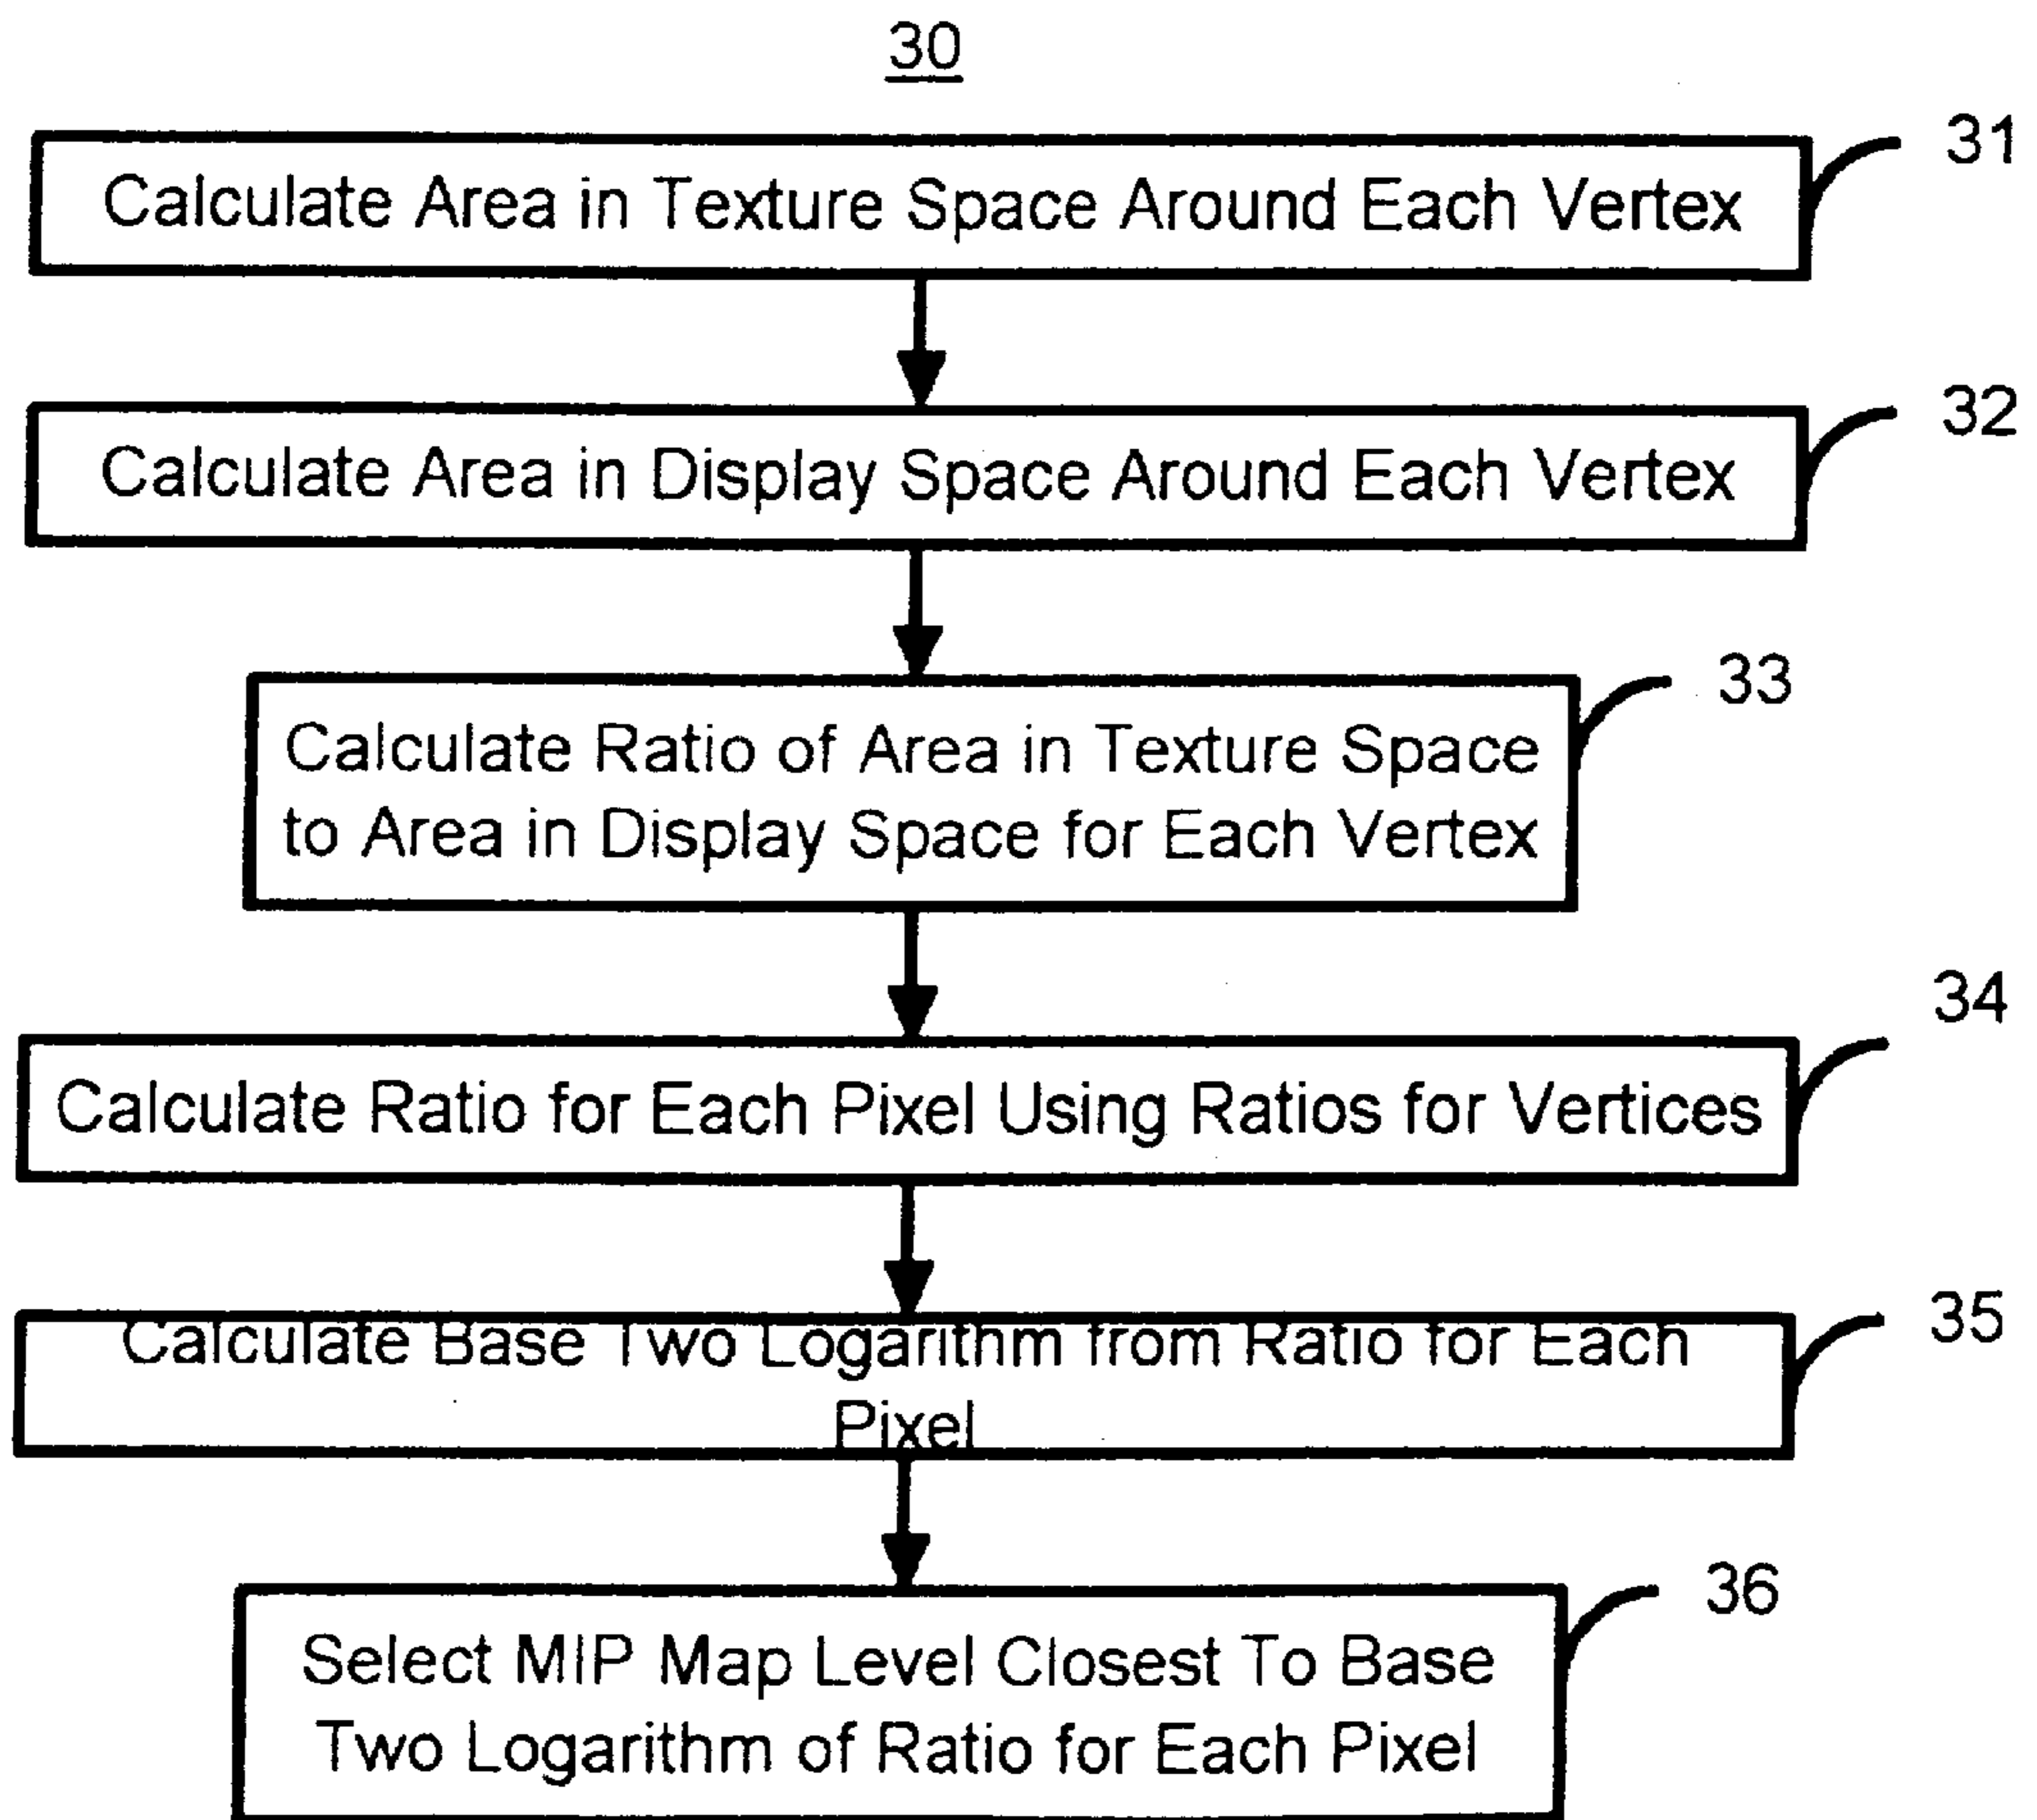 30
31
Calculate Area in Texture Space Around Each Vertex
32
Calculate Area in Display Space Around Each Vertex
33
Calculate Ratio of Area in Texture Space
to Area in Display Space for Each Vertex
34
Calculate Ratio for Each Pixel Using Ratios for Vertices
35
Calculate Base Two Logarithm from Ratio for Each
Pixel
36
Select MIP Map Level Closest To Base
Two Logarithm of Ratio for Each Pixel